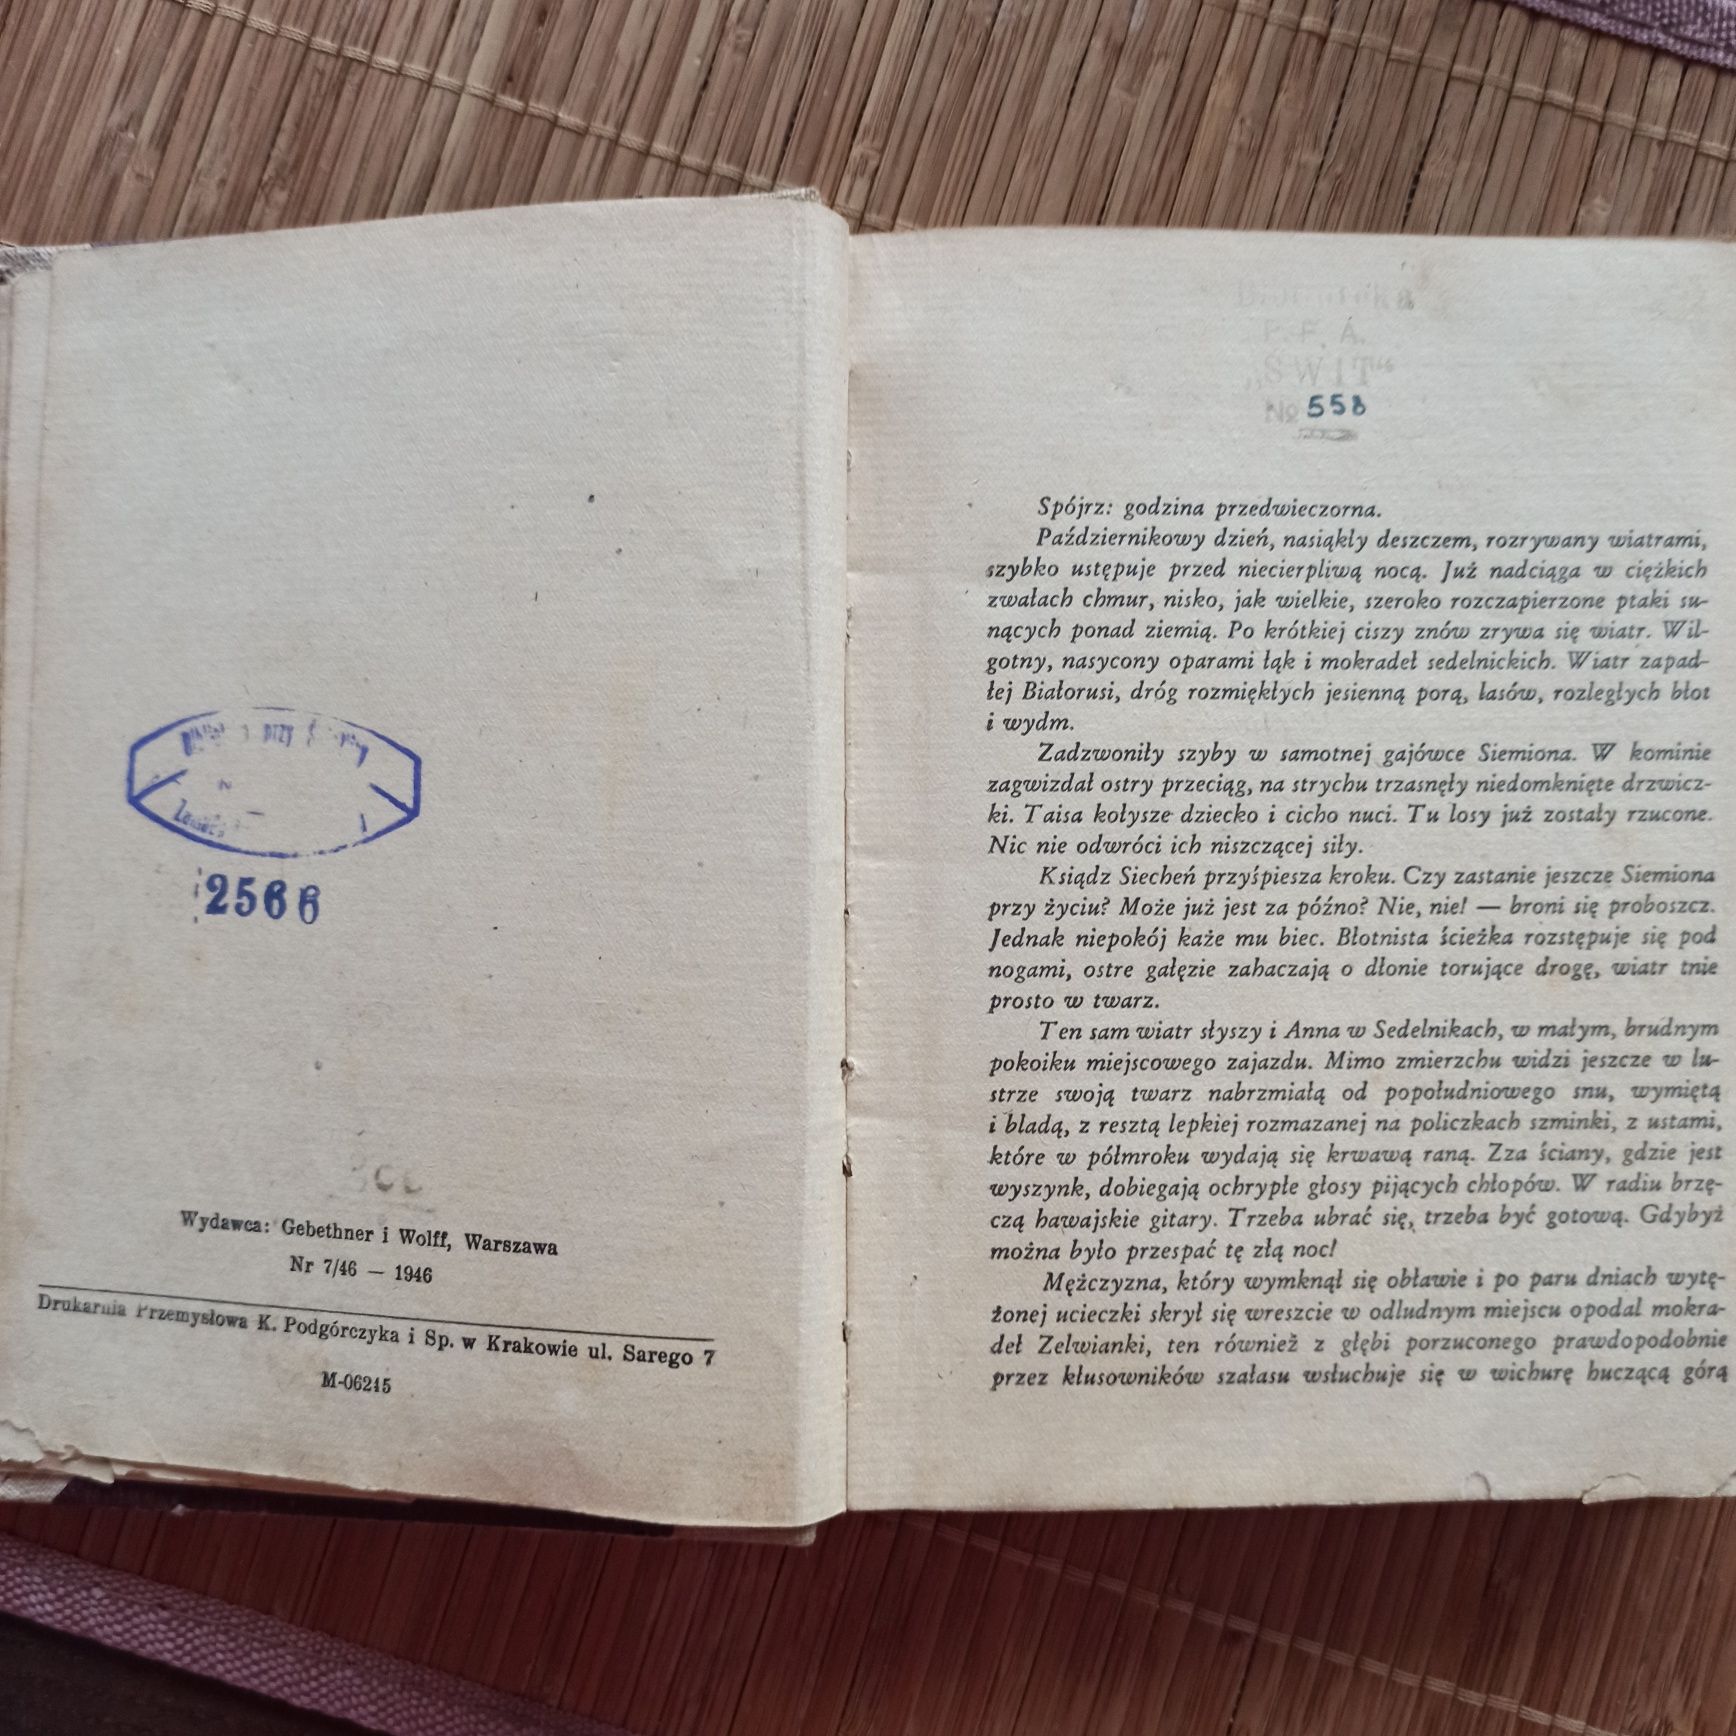 przy
2566
Wydawca: Gebethner i Wolff, Warszawa
Nr 7/46 — 1946
Drukarnia Przemysłowa K. Podgórczyka i Sp. w Krakowie ul. Sarego 7
M-06215
P. F. A.
„ŚWIT“
№ 558
Spójrz: godzina przedwieczorna.
Październikowy dzień, nasiąkły deszczem, rozrywany wiatrami,
szybko ustępuje przed niecierpliwą nocą. Już nadciąga w ciężkich
zwałach chmur, nisko, jak wielkie, szeroko rozczapierzone ptaki su-
nących ponad ziemią. Po krótkiej ciszy znów zrywa się wiatr. Wil-
gotny, nasycony oparami łąk i mokradeł sedelnickich. Wiatr zapad-
łej Białorusi, dróg rozmiękłych jesienną porą, lasów, rozległych błot
i wydm.
Zadzwoniły szyby w samotnej gajówce Siemiona. W kominie
zagwizdał ostry przeciąg, na strychu trzasnęły niedomknięte drzwicz-
ki. Taisa kołysze dziecko i cicho nuci. Tu losy już zostały rzucone.
Nic nie odwróci ich niszczącej siły.
Ksiądz Siecheń przyśpiesza kroku. Czy zastanie jeszcze Siemiona
przy życiu? Może już jest za późno? Nie, nie! — broni się proboszcz.
Jednak niepokój każe mu biec. Błotnista ścieżka rozstępuje się pod
nogami, ostre gałęzie zahaczają o dłonie torujące drogę, wiatr tnie
prosto w twarz.
Ten sam wiatr słyszy i Anna w Sedelnikach, w małym, brudnym
pokoiku miejscowego zajazdu. Mimo zmierzchu widzi jeszcze w lu-
strze swoją twarz nabrzmiałą od popołudniowego snu, wymiętą
i bladą, z resztą lepkiej rozmazanej na policzkach szminki, z ustami,
które w półmroku wydają się krwawą raną. Zza ściany, gdzie jest
wyszynk, dobiegają ochrypłe głosy pijących chłopów. W radiu brzę-
czą hawajskie gitary. Trzeba ubrać się, trzeba być gotową. Gdybyż
można było przespać tę złą noc!
Mężczyzna, który wymknął się obławie i po paru dniach wytę-
żonej ucieczki skrył się wreszcie w odludnym miejscu opodal mokra-
deł Zelwianki, ten również z głębi porzuconego prawdopodobnie
przez kłusowników szałasu wsłuchuje się w wichurę huczącą górą